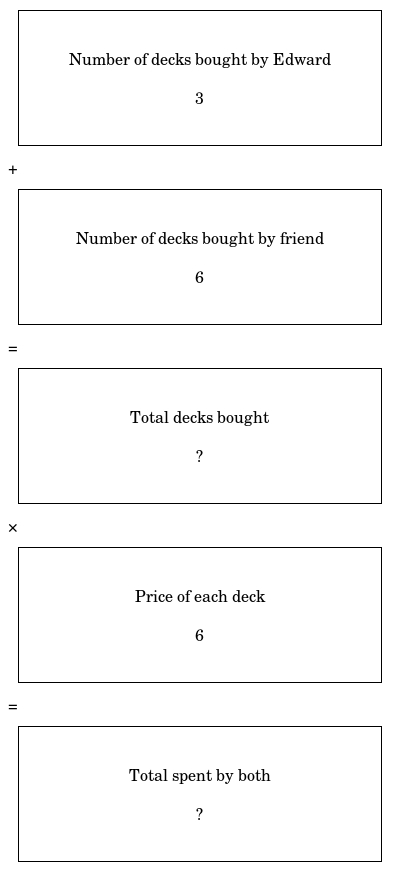 Number of decks bought by Edward
3
+
Number of decks bought by friend
6
=
Total decks bought
?
×
Price of each deck
6
=
Total spent by both
?